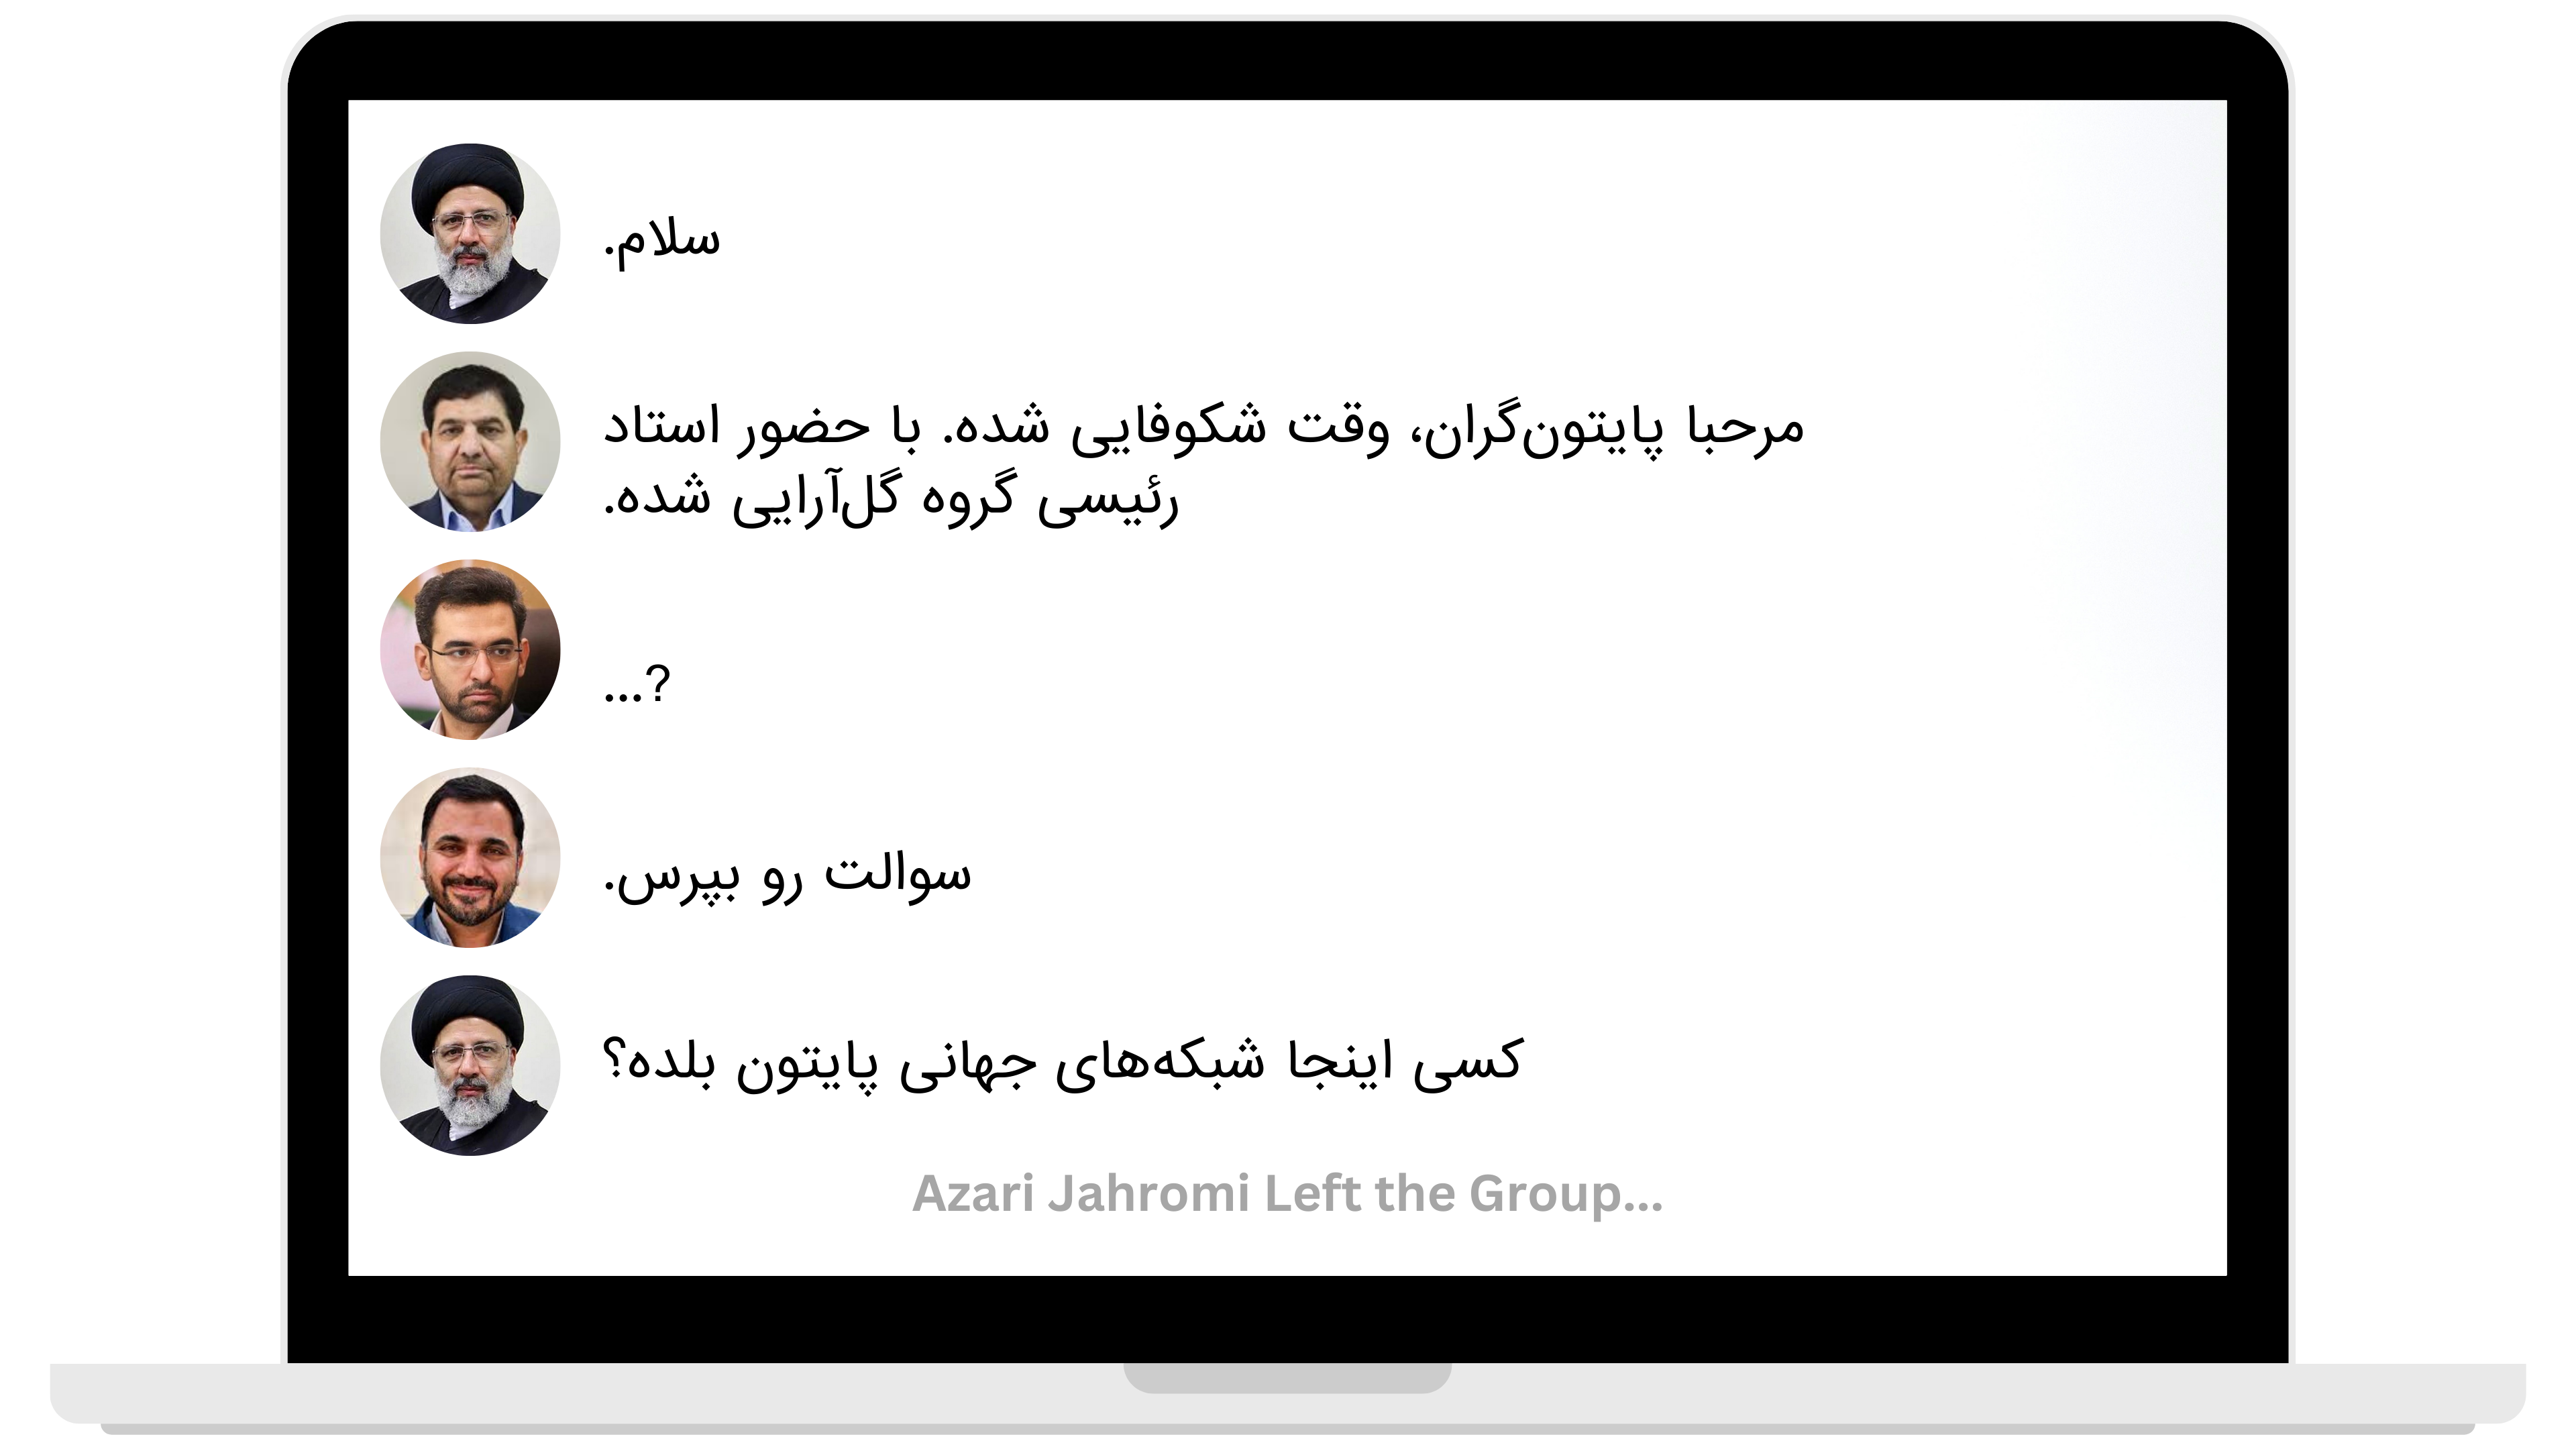 سلام.
مرحبا پایتون‌گران، وقت شکوفایی شده. با حضور استاد
رئیسی گروه گل‌آرایی شده.
...?
سوالت رو بپرس.
کسی اینجا شبکه‌های جهانی پایتون بلده؟
Azari Jahromi Left the Group...